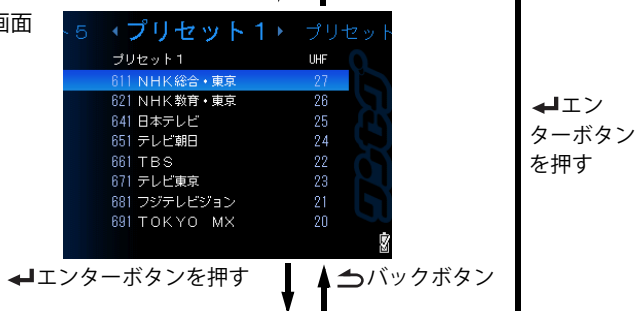 画面
5 プリセット1 プリセット
プリセット1 UHF
611 NHK総合・東京 27
621 NHK教育・東京 26
641 日本テレビ 25
651 テレビ朝日 24
661 TBS 22
671 テレビ東京 23
681 フジテレビジョン 21
691 TOKYO MX 20
エンターボタンを押す
バックボタン
エン
ターボタン
を押す